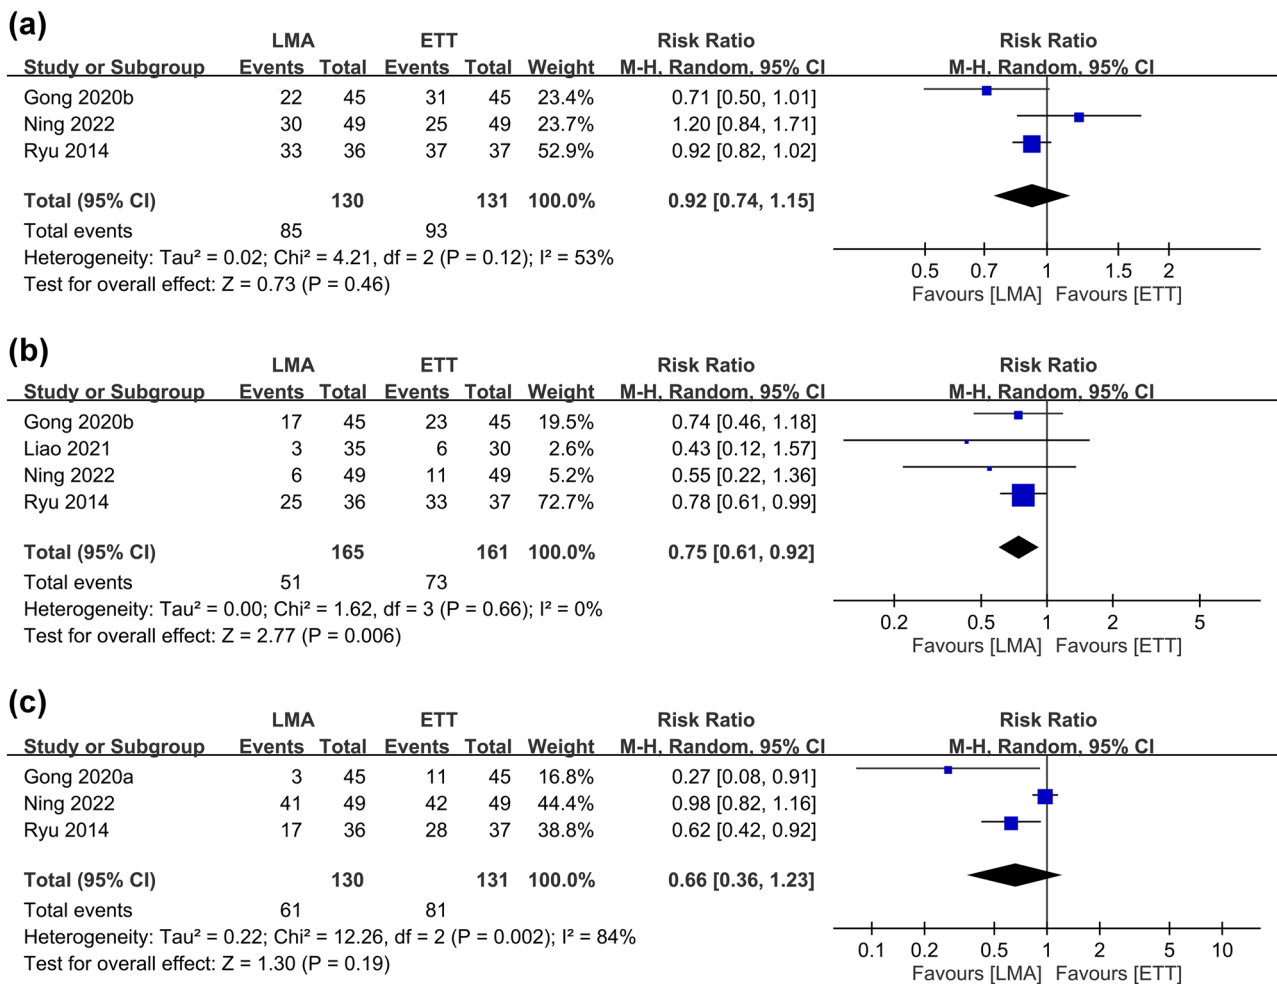 (a)
LMA ETT Risk Ratio Risk Ratio
Study or Subgroup Events Total Events Total Weight M-H, Random, 95% CI M-H, Random, 95% CI
Gong 2020b 22 45 31 45 23.4% 0.71 [0.50, 1.01]
Ning 2022 30 49 25 49 23.7% 1.20 [0.84, 1.71]
Ryu 2014 33 36 37 37 52.9% 0.92 [0.82, 1.02]
Total (95% CI) 130 131 100.0% 0.92 [0.74, 1.15]
Total events 85 93
Heterogeneity: Tau² = 0.02; Chi² = 4.21, df = 2 (P = 0.12); I² = 53%
Test for overall effect: Z = 0.73 (P = 0.46)
0.5 0.7 1 1.5 2
Favours [LMA] Favours [ETT]
(b)
LMA ETT Risk Ratio Risk Ratio
Study or Subgroup Events Total Events Total Weight M-H, Random, 95% CI M-H, Random, 95% CI
Gong 2020b 17 45 23 45 19.5% 0.74 [0.46, 1.18]
Liao 2021 3 35 6 30 2.6% 0.43 [0.12, 1.57]
Ning 2022 6 49 11 49 5.2% 0.55 [0.22, 1.36]
Ryu 2014 25 36 33 37 72.7% 0.78 [0.61, 0.99]
Total (95% CI) 165 161 100.0% 0.75 [0.61, 0.92]
Total events 51 73
Heterogeneity: Tau² = 0.00; Chi² = 1.62, df = 3 (P = 0.66); I² = 0%
Test for overall effect: Z = 2.77 (P = 0.006)
0.2 0.5 1 2 5
Favours [LMA] Favours [ETT]
(c)
LMA ETT Risk Ratio Risk Ratio
Study or Subgroup Events Total Events Total Weight M-H, Random, 95% CI M-H, Random, 95% CI
Gong 2020a 3 45 11 45 16.8% 0.27 [0.08, 0.91]
Ning 2022 41 49 42 49 44.4% 0.98 [0.82, 1.16]
Ryu 2014 17 36 28 37 38.8% 0.62 [0.42, 0.92]
Total (95% CI) 130 131 100.0% 0.66 [0.36, 1.23]
Total events 61 81
Heterogeneity: Tau² = 0.22; Chi² = 12.26, df = 2 (P = 0.002); I² = 84%
Test for overall effect: Z = 1.30 (P = 0.19)
0.1 0.2 0.5 1 2 5 10
Favours [LMA] Favours [ETT]